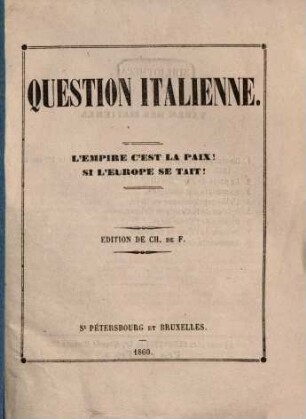 QUESTION ITALIENNE.
L'EMPIRE C'EST LA PAIX!
SI L'EUROPE SE TAIT!
EDITION DE CH. DE F.
St PÉTERSBOURG ET BRUXELLES.
1860.